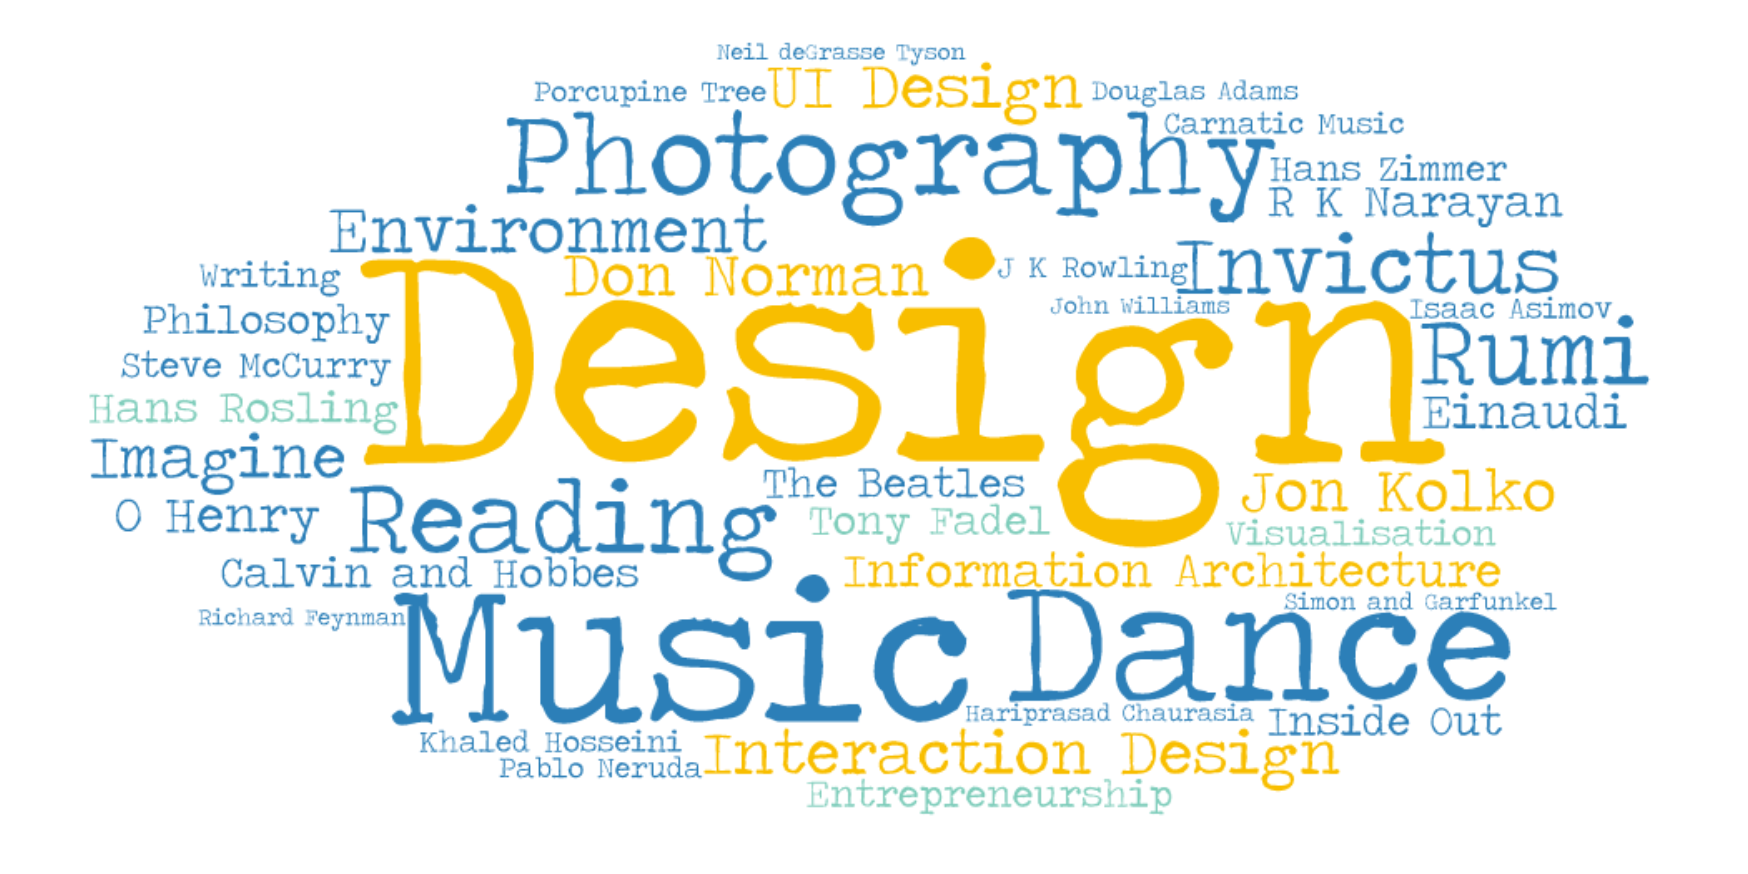 Neil deGrasse Tyson
Porcupine Tree
UI Design
Douglas Adams
Photography
Carnatic Music
Hans Zimmer
R K Narayan
Environment
Writing
Don Norman
J K Rowling
Invictus
Design
John Williams
Isaac Asimov
Philosophy
Rumi
Steve McCurry
Hans Rosling
Einaudi
Imagine
The Beatles
Jon Kolko
O Henry
Reading
Tony Fadel
Visualisation
Calvin and Hobbes
Information Architecture
Simon and Garfunkel
Richard Feynman
Music
Dance
Hariprasad Chaurasia
Inside Out
Khaled Hosseini
Interaction Design
Pablo Neruda
Entrepreneurship